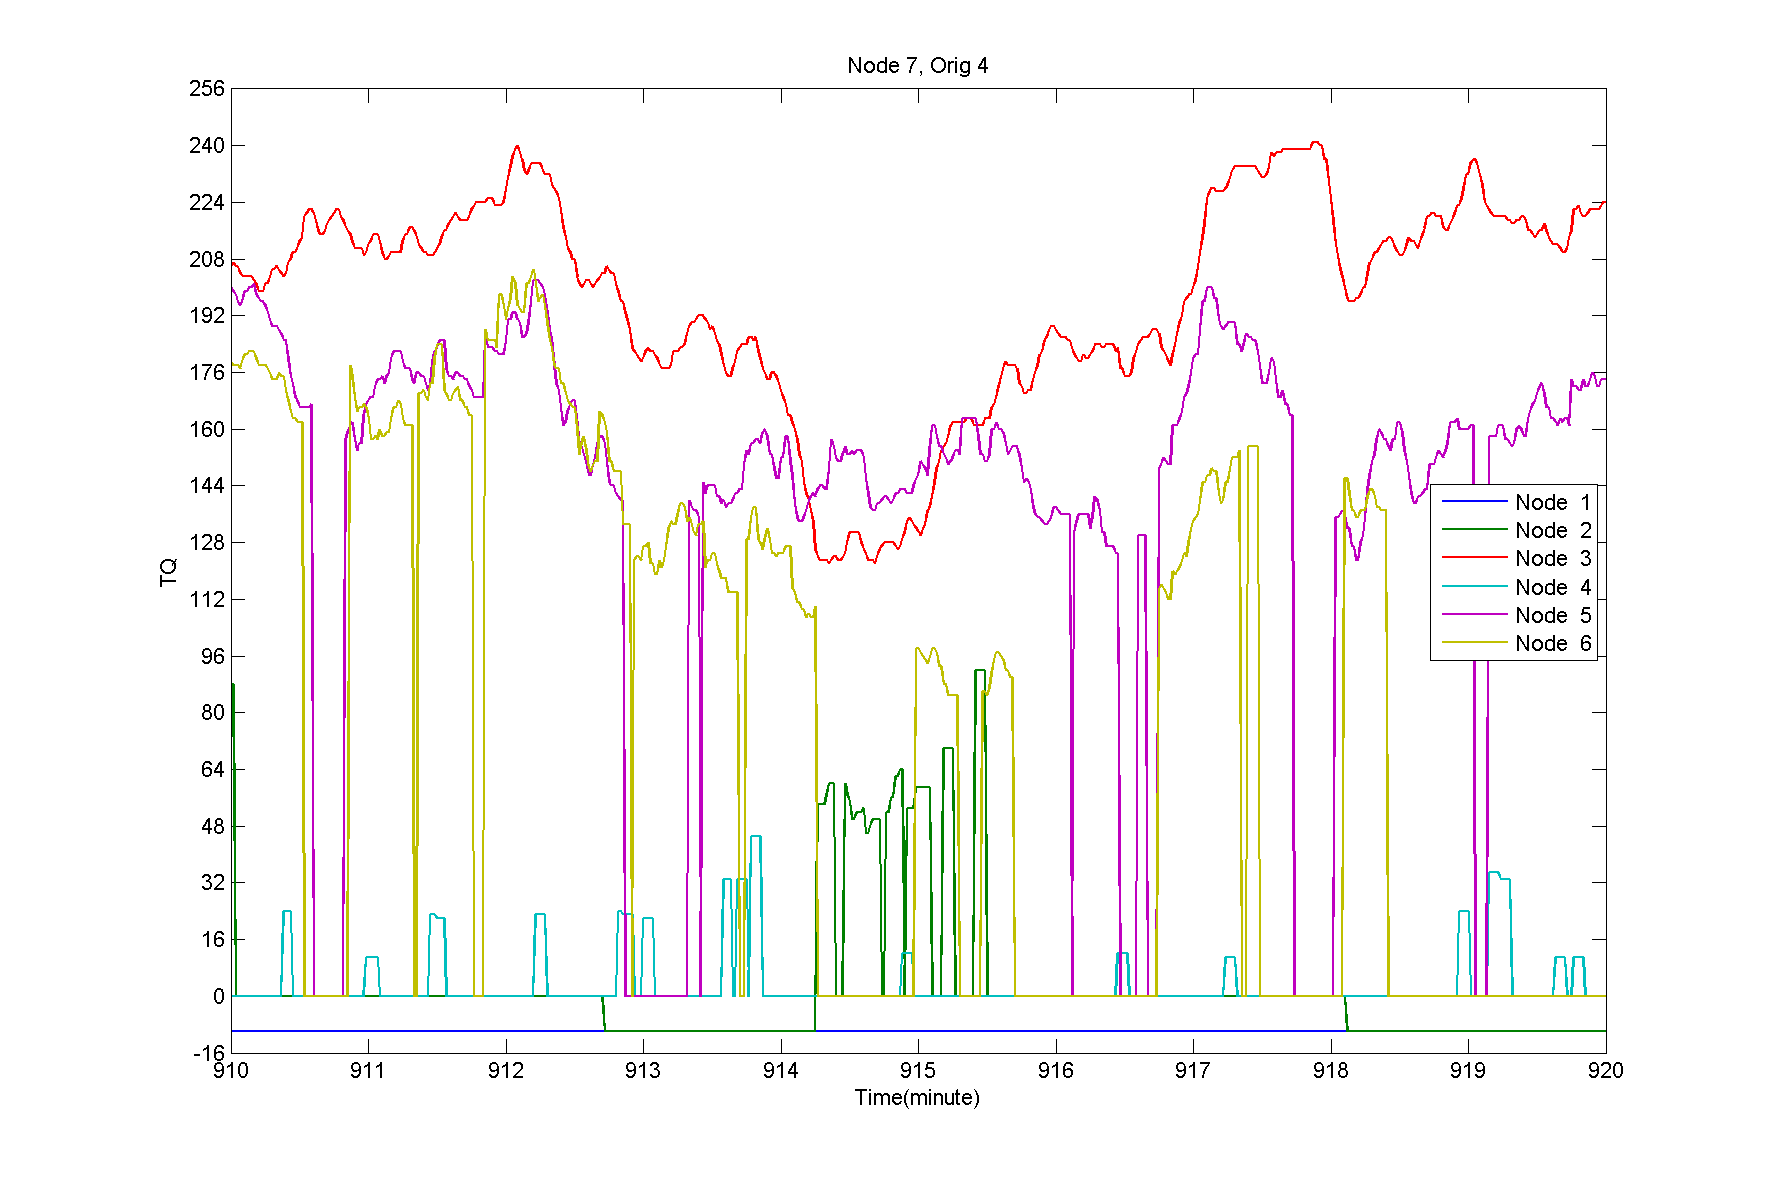 Node 7, Orig 4
256
240
224
208
192
176
160
144
128
112
96
80
64
48
32
16
0
-16
TQ
Node 1
Node 2
Node 3
Node 4
Node 5
Node 6
910 911 912 913 914 915 916 917 918 919 920
Time(minute)